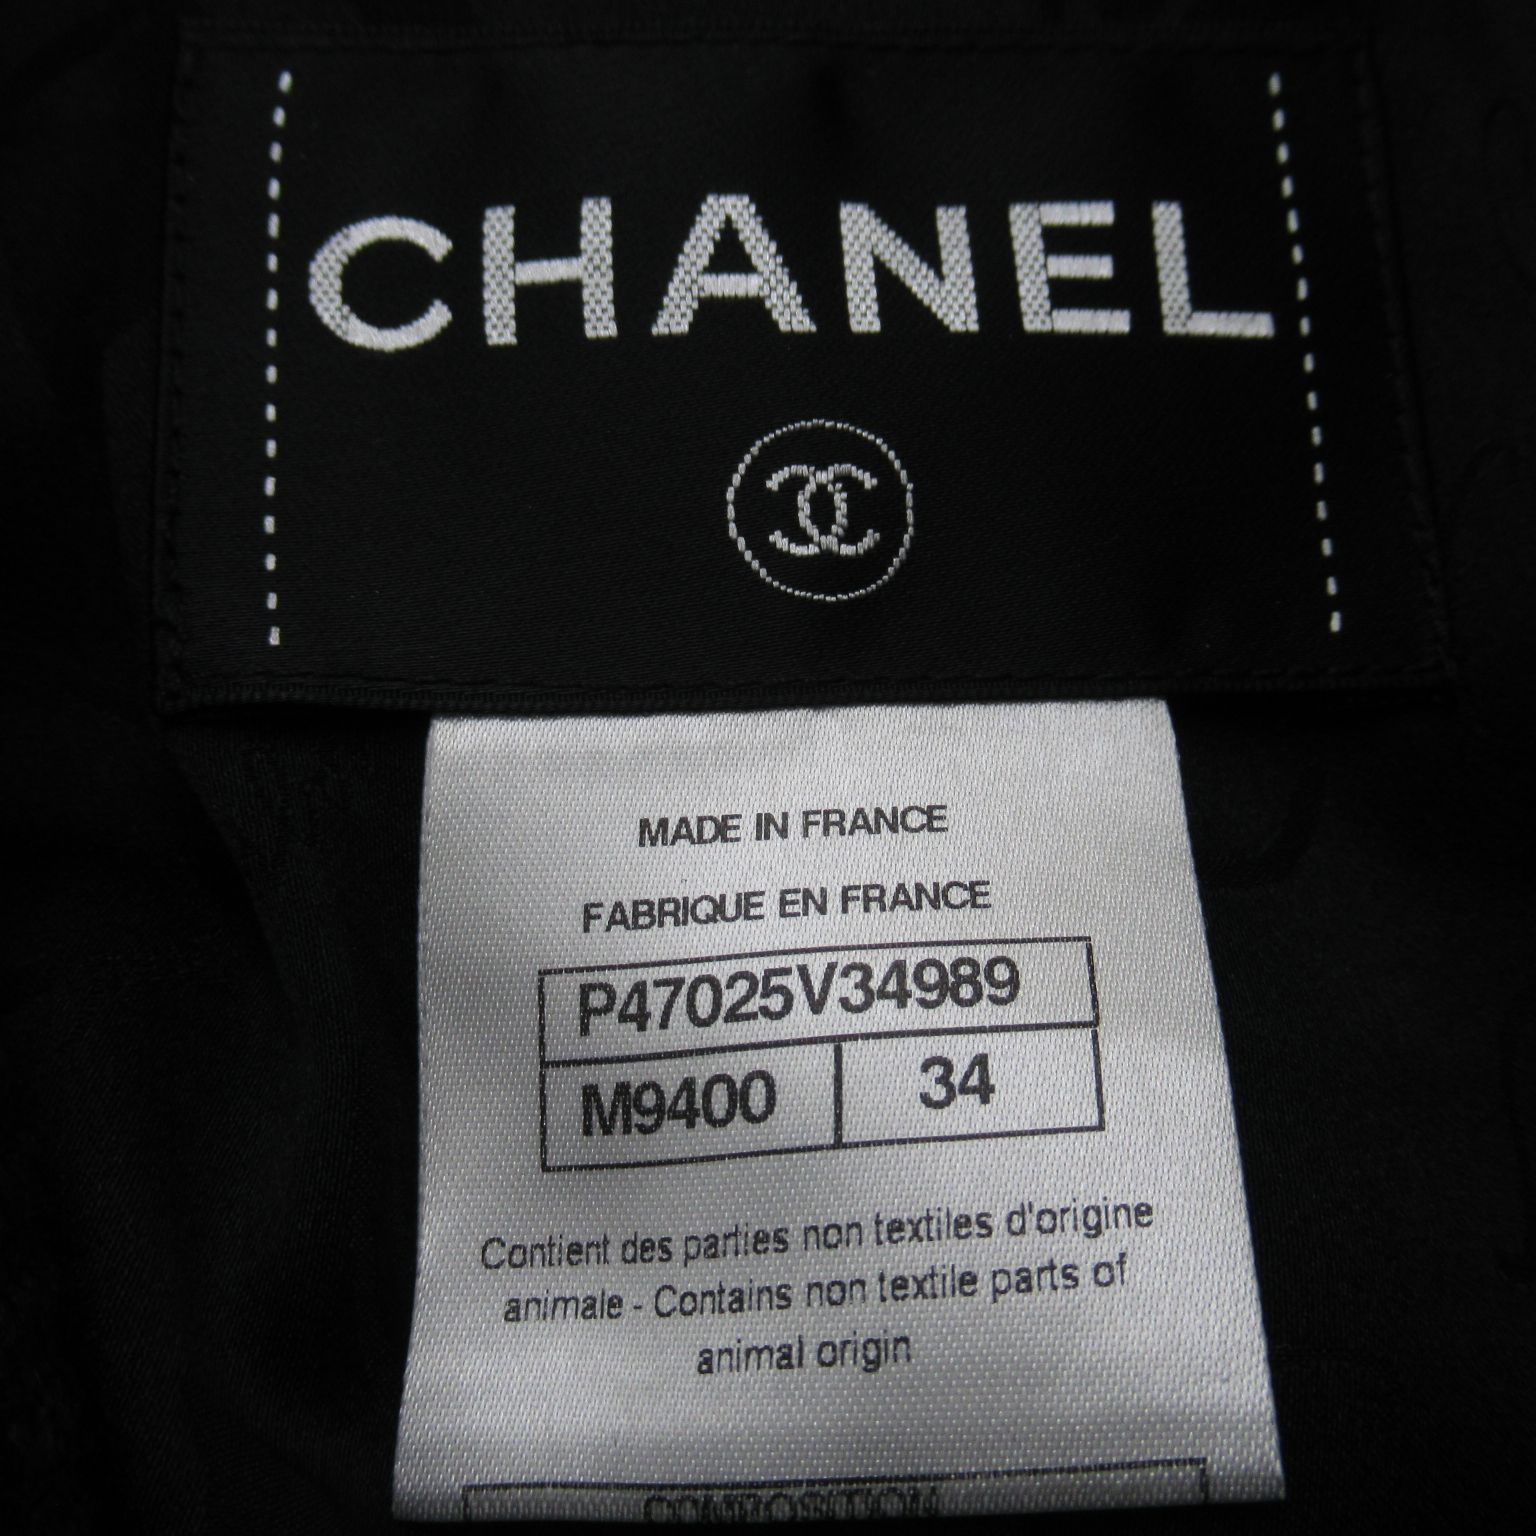 CHANEL
MADE IN FRANCE
FABRIQUE EN FRANCE
P47025V34989
M9400 34
Contient des parties non textiles d'origine
animale - Contains non textile parts of
animal origin
COMPOSITION